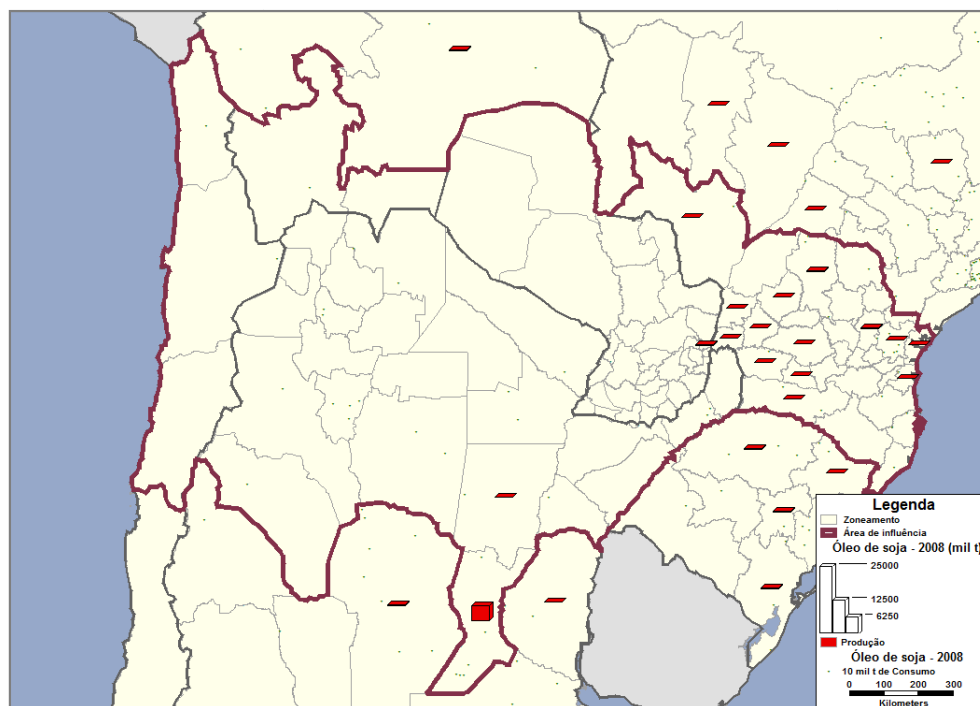 Legenda
Zoneamento
Área de influência
Óleo de soja - 2008 (mil t)
25000
12500
6250
Produção
Óleo de soja - 2008
10 mil t de Consumo
0 100 200 300
Kilometers